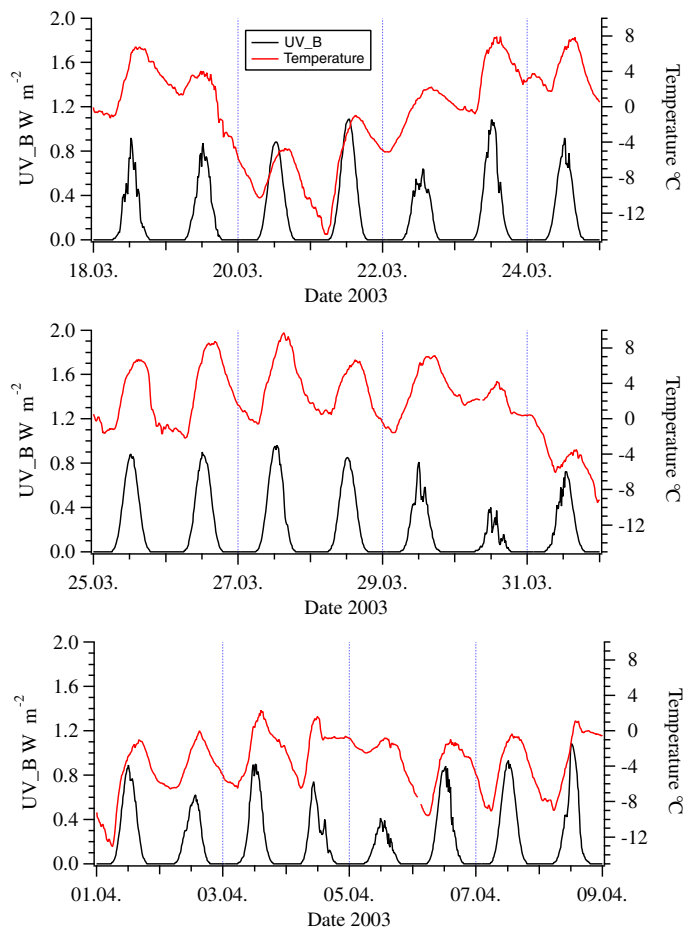 UV_B
Temperature
2.0
1.6
1.2
0.8
0.4
0.0
UV_B W m⁻²
8
4
0
-4
-8
-12
Temperature °C
18.03. 20.03. 22.03. 24.03.
Date 2003
2.0
1.6
1.2
0.8
0.4
0.0
UV_B W m⁻²
8
4
0
-4
-8
-12
Temperature °C
25.03. 27.03. 29.03. 31.03.
Date 2003
2.0
1.6
1.2
0.8
0.4
0.0
UV_B W m⁻²
8
4
0
-4
-8
-12
Temperature °C
01.04. 03.04. 05.04. 07.04. 09.04.
Date 2003